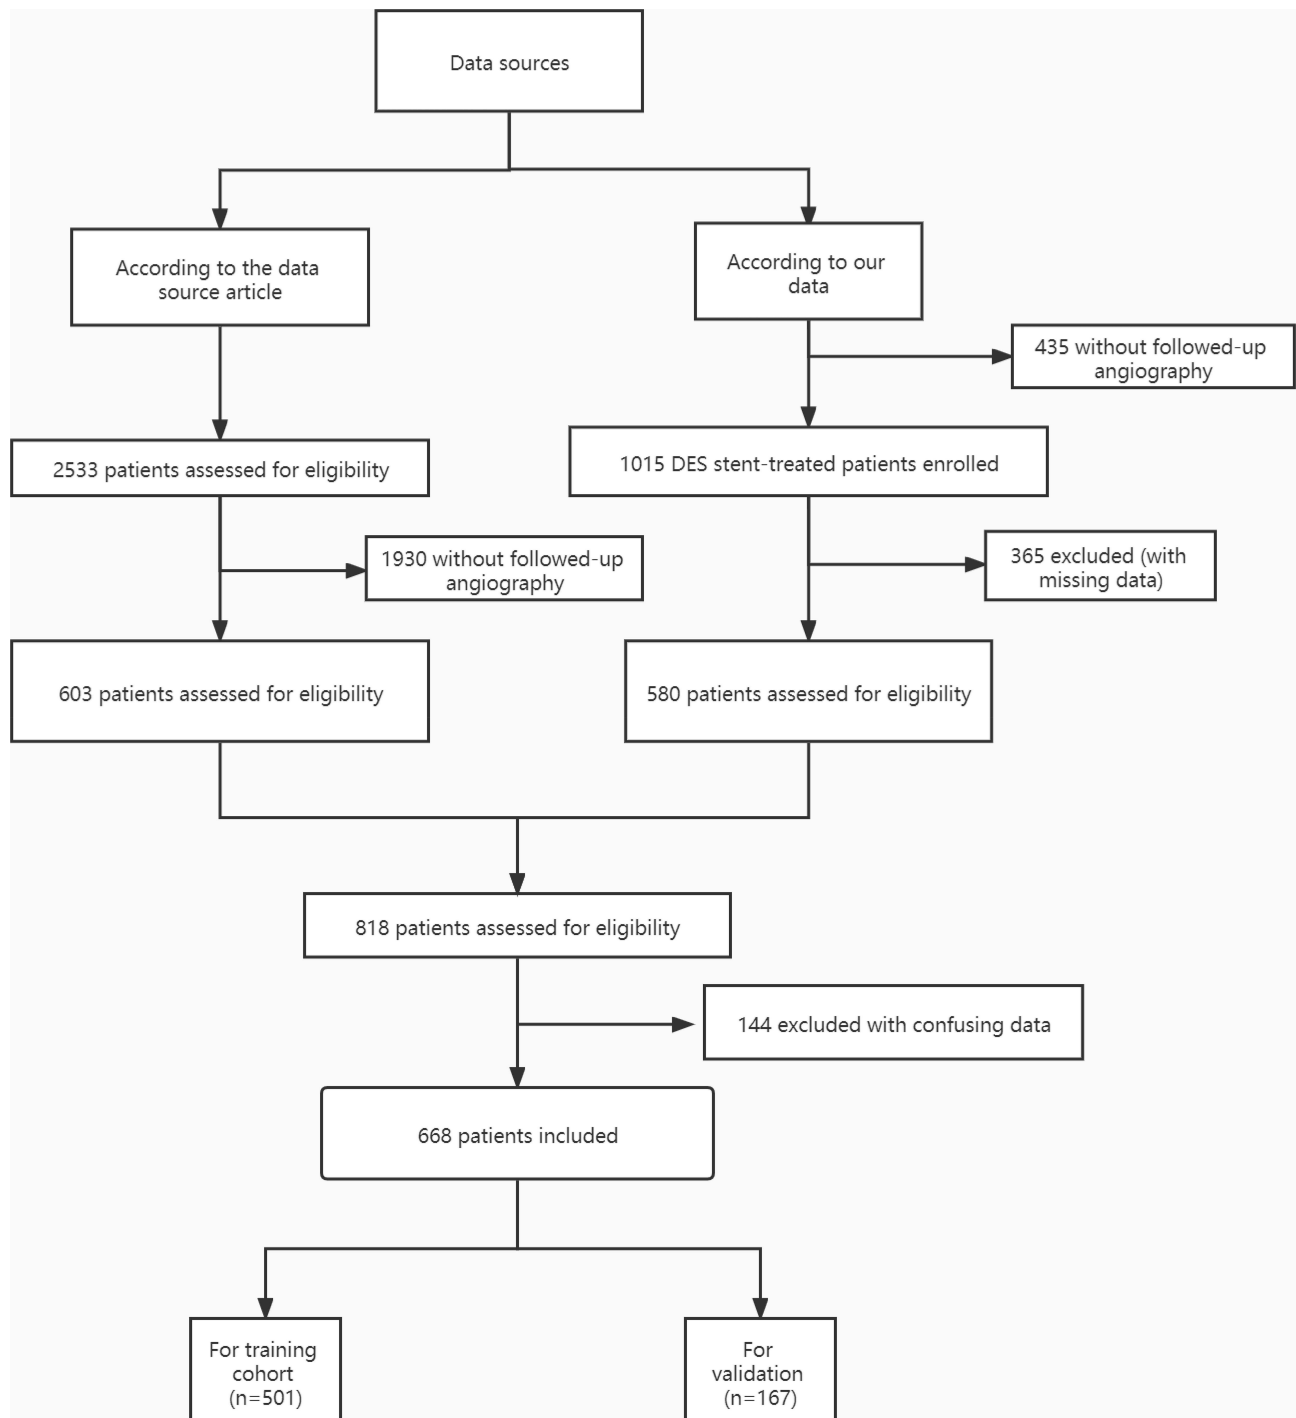 Data sources
According to the data
source article
According to our
data
435 without followed-up
angiography
2533 patients assessed for eligibility
1015 DES stent-treated patients enrolled
1930 without followed-up
angiography
365 excluded (with
missing data)
603 patients assessed for eligibility
580 patients assessed for eligibility
818 patients assessed for eligibility
144 excluded with confusing data
668 patients included
For training
cohort
(n=501)
For
validation
(n=167)